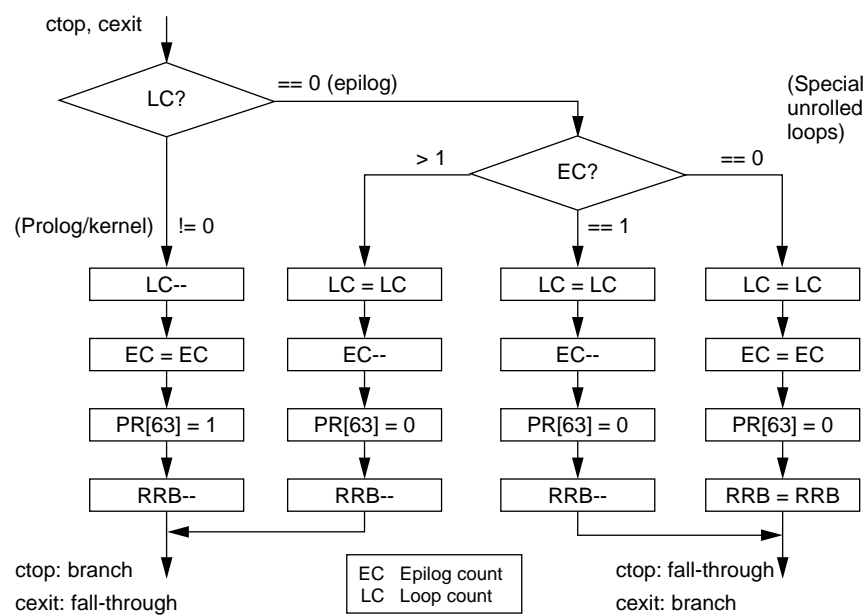 ctop, cexit
LC?
== 0 (epilog)
(Special
unrolled
loops)
> 1
EC?
== 0
(Prolog/kernel)
!= 0
== 1
LC--
LC = LC
LC = LC
LC = LC
EC = EC
EC--
EC--
EC = EC
PR[63] = 1
PR[63] = 0
PR[63] = 0
PR[63] = 0
RRB--
RRB--
RRB--
RRB = RRB
ctop: branch
cexit: fall-through
EC Epilog count
LC Loop count
ctop: fall-through
cexit: branch